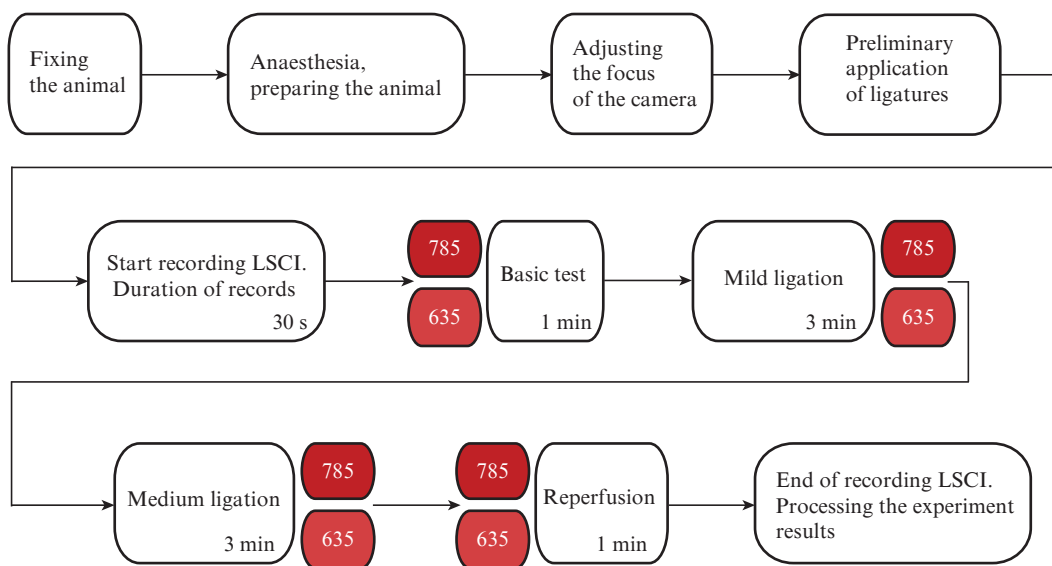 Fixing
the animal
Anaesthesia,
preparing the animal
Adjusting
the focus
of the camera
Preliminary
application
of ligatures
Start recording LSCI.
Duration of records
30 s
785
635
Basic test
1 min
Mild ligation
3 min
785
635
Medium ligation
3 min
785
635
785
635
Reperfusion
1 min
End of recording LSCI.
Processing the experiment
results